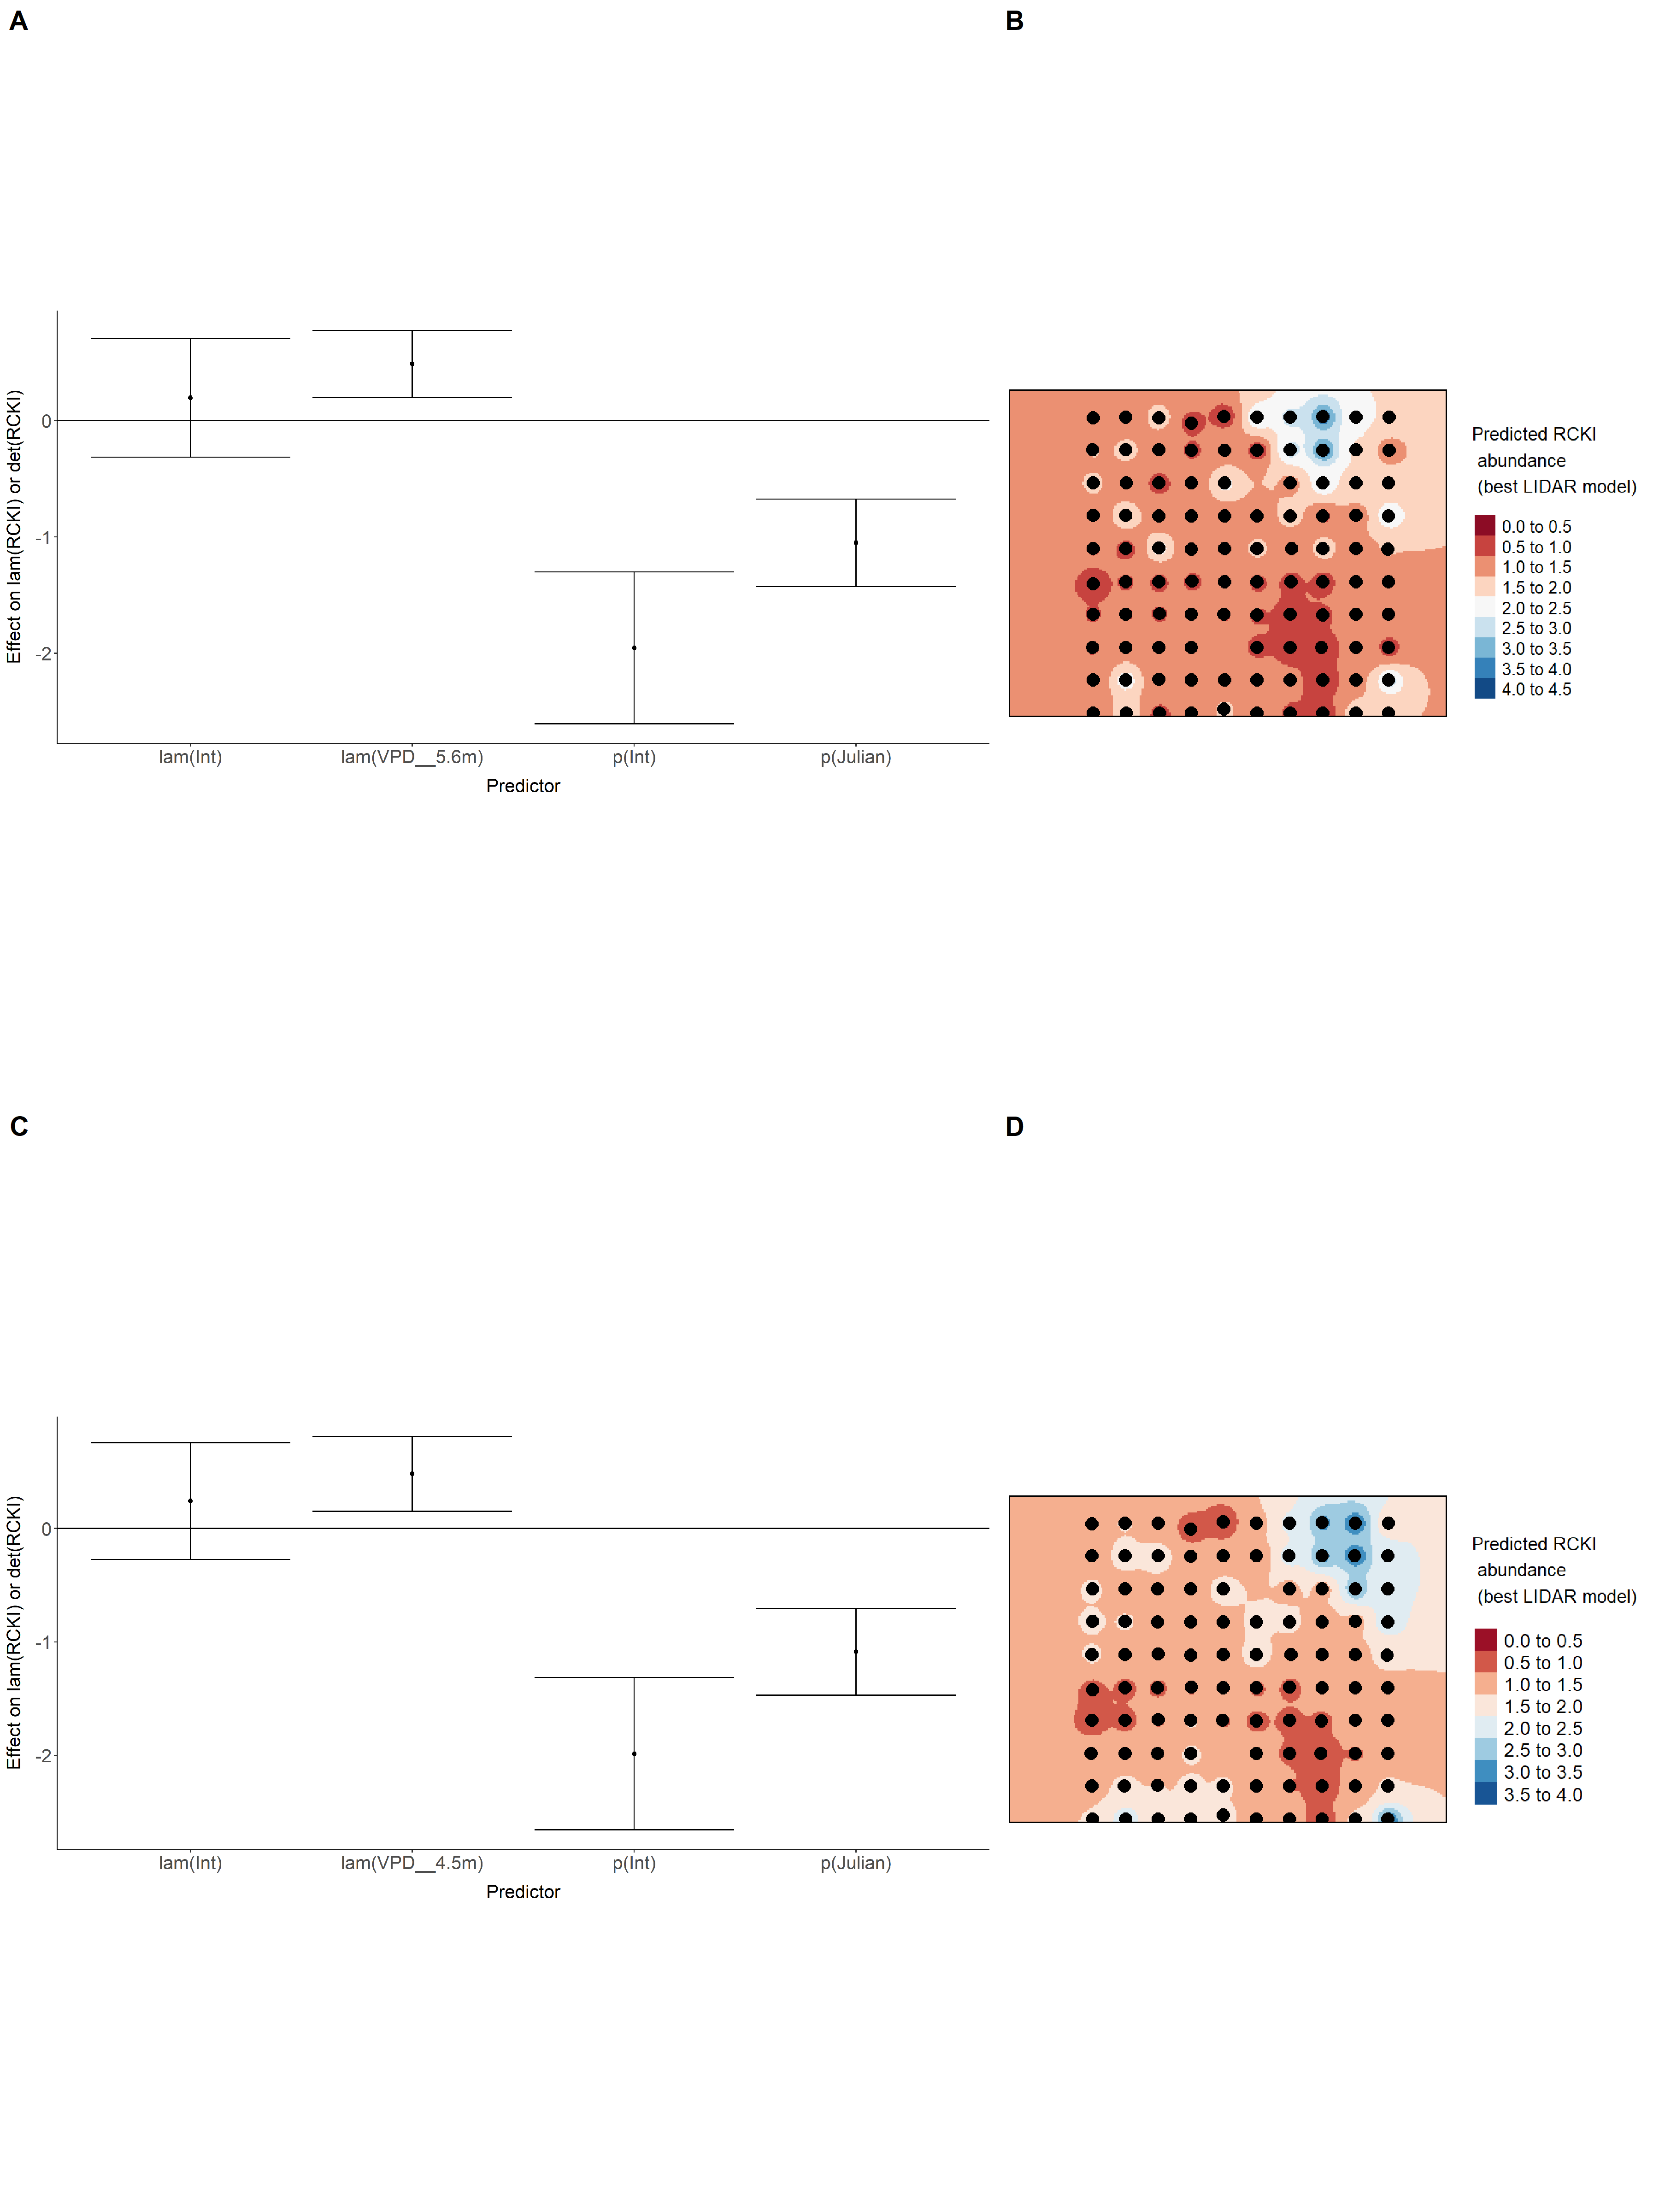 A
B
Effect on lam(RCKI) or det(RCKI)
0
-1
-2
lam(Int)
lam(VPD__5.6m)
p(Int)
p(Julian)
Predictor
Predicted RCKI
abundance
(best LIDAR model)
0.0 to 0.5
0.5 to 1.0
1.0 to 1.5
1.5 to 2.0
2.0 to 2.5
2.5 to 3.0
3.0 to 3.5
3.5 to 4.0
4.0 to 4.5
C
D
Effect on lam(RCKI) or det(RCKI)
0
-1
-2
lam(Int)
lam(VPD__4.5m)
p(Int)
p(Julian)
Predictor
Predicted RCKI
abundance
(best LIDAR model)
0.0 to 0.5
0.5 to 1.0
1.0 to 1.5
1.5 to 2.0
2.0 to 2.5
2.5 to 3.0
3.0 to 3.5
3.5 to 4.0